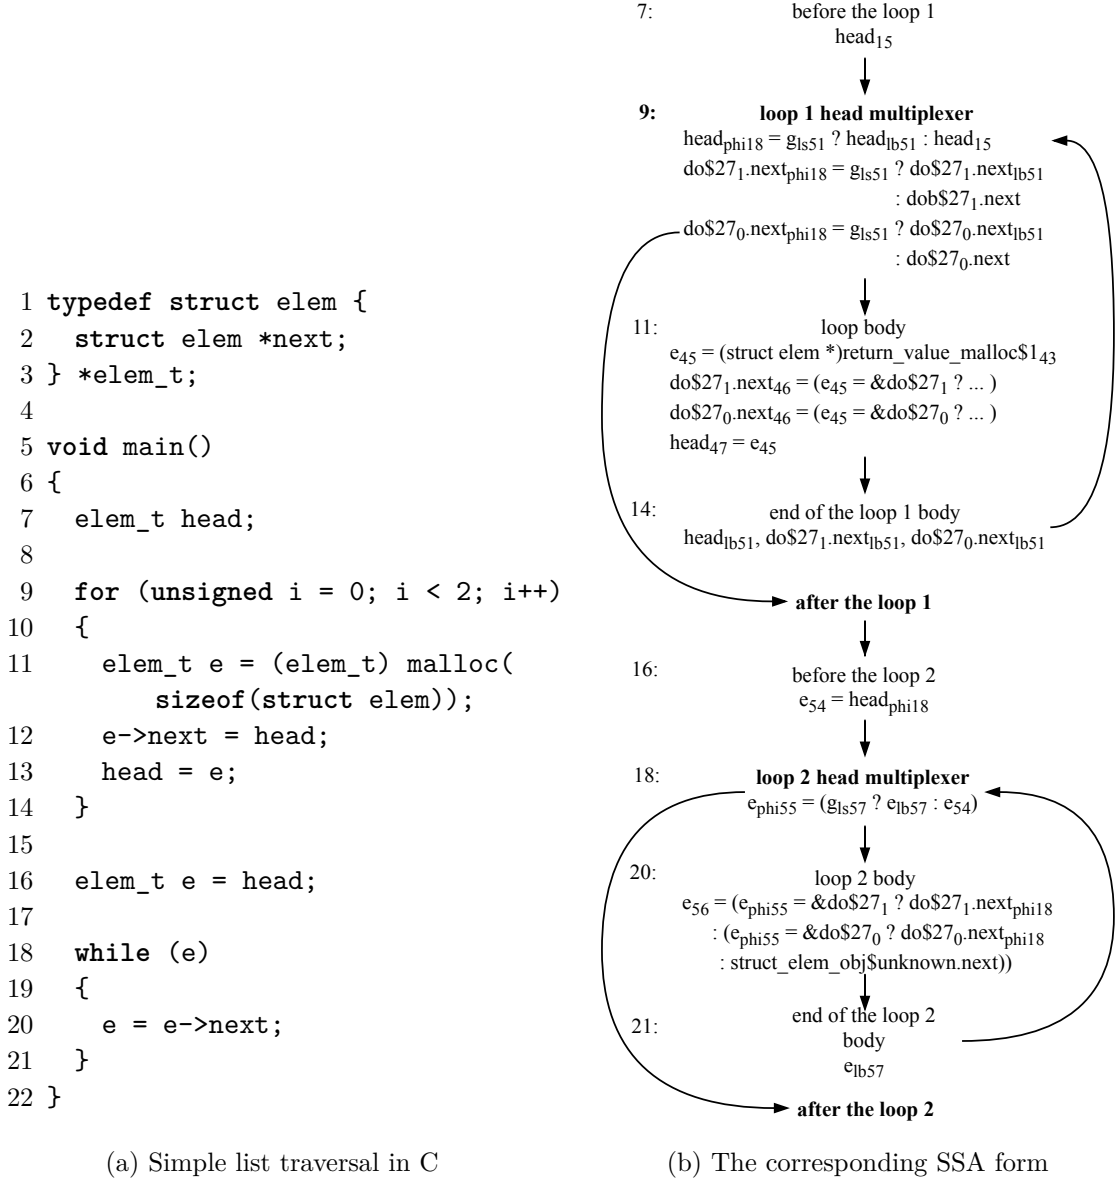 1 typedef struct elem {
2 struct elem *next;
3 } *elem_t;
4
5 void main()
6 {
7 elem_t head;
8
9 for (unsigned i = 0; i < 2; i++)
10 {
11 elem_t e = (elem_t) malloc(
sizeof(struct elem));
12 e->next = head;
13 head = e;
14 }
15
16 elem_t e = head;
17
18 while (e)
19 {
20 e = e->next;
21 }
22 }
(a) Simple list traversal in C
7: before the loop 1
head15
9: loop 1 head multiplexer
headphi18 = gls51 ? headlb51 : head15
do$271.nextphi18 = gls51 ? do$271.nextlb51
: dob$271.next
do$270.nextphi18 = gls51 ? do$270.nextlb51
: do$270.next
11: loop body
e45 = (struct elem *)return_value_malloc$143
do$271.next46 = (e45 = &do$271 ? ... )
do$270.next46 = (e45 = &do$270 ? ... )
head47 = e45
14: end of the loop 1 body
headlb51, do$271.nextlb51, do$270.nextlb51
after the loop 1
16: before the loop 2
e54 = headphi18
18: loop 2 head multiplexer
ephi55 = (gls57 ? elb57 : e54)
20: loop 2 body
e56 = (ephi55 = &do$271 ? do$271.nextphi18
: (ephi55 = &do$270 ? do$270.nextphi18
: struct_elem_obj$unknown.next))
21: end of the loop 2
body
elb57
after the loop 2
(b) The corresponding SSA form